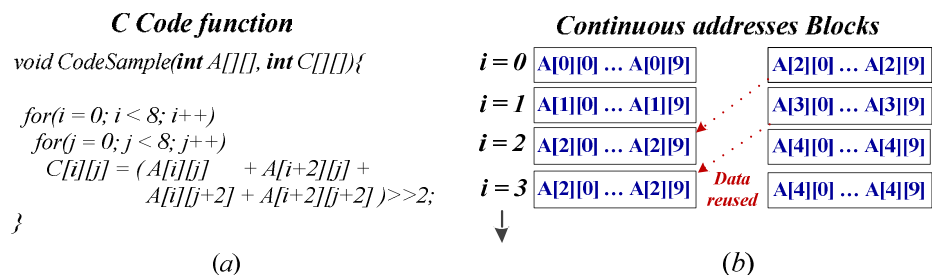 C Code function
void CodeSample(int A[][], int C[][]){
for(i = 0; i < 8; i++)
for(j = 0; j < 8; j++)
C[i][j] = ( A[i][j] + A[i+2][j] +
A[i][j+2] + A[i+2][j+2] )>>2;
}
(a)
Continuous addresses Blocks
i = 0 A[0][0] … A[0][9] A[2][0] … A[2][9]
i = 1 A[1][0] … A[1][9] A[3][0] … A[3][9]
i = 2 A[2][0] … A[2][9] A[4][0] … A[4][9]
i = 3 A[2][0] … A[2][9] Data reused A[4][0] … A[4][9]
(b)